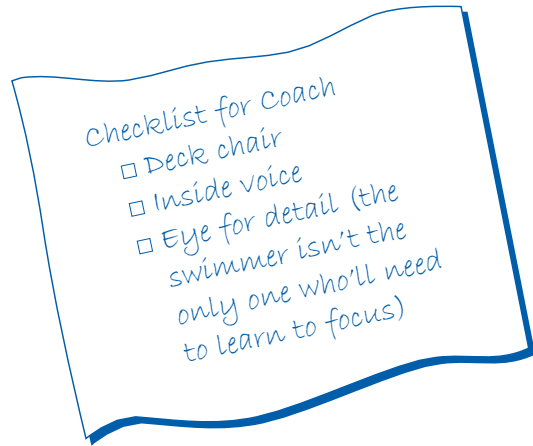 Checklist for Coach
☐ Deck chair
☐ Inside voice
☐ Eye for detail (the
swimmer isn't the
only one who'll need
to learn to focus)